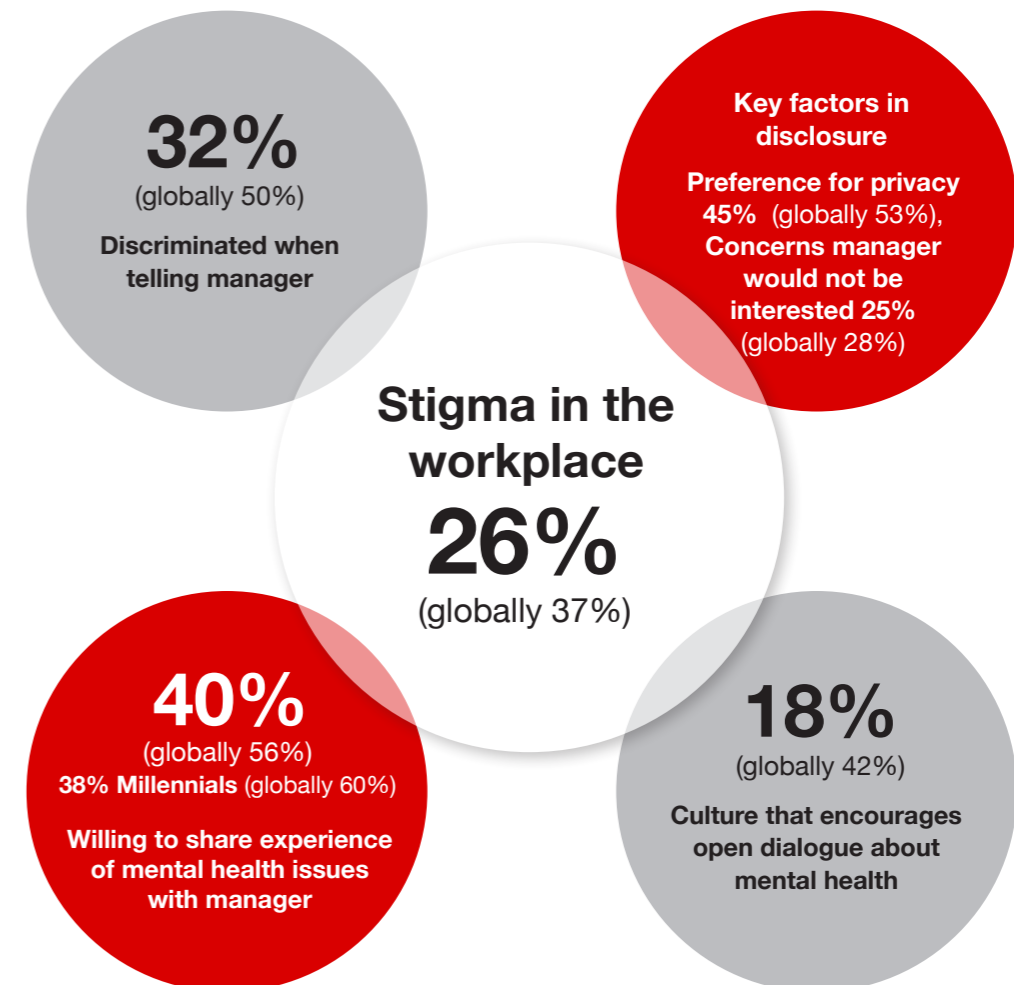 32%
(globally 50%)
Discriminated when
telling manager
Key factors in
disclosure
Preference for privacy
45% (globally 53%),
Concerns manager
would not be
interested 25%
(globally 28%)
Stigma in the
workplace
26%
(globally 37%)
40%
(globally 56%)
38% Millennials (globally 60%)
Willing to share experience
of mental health issues
with manager
18%
(globally 42%)
Culture that encourages
open dialogue about
mental health